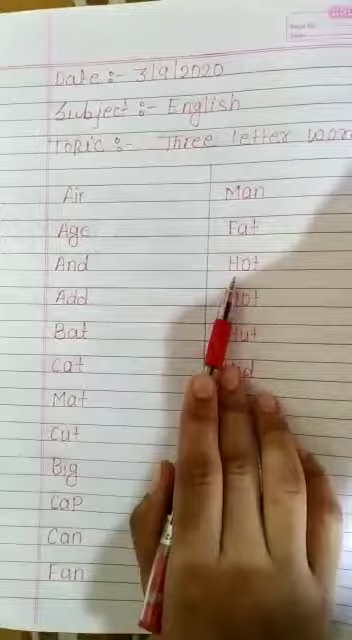 Date :- 3/9/2020
Subject :- English
Topic :- Three letter
Air
Age
And
Add
Bat
Cat
Mat
Cut
Big
Cap
Can
Fan
Man
Fat
Hot